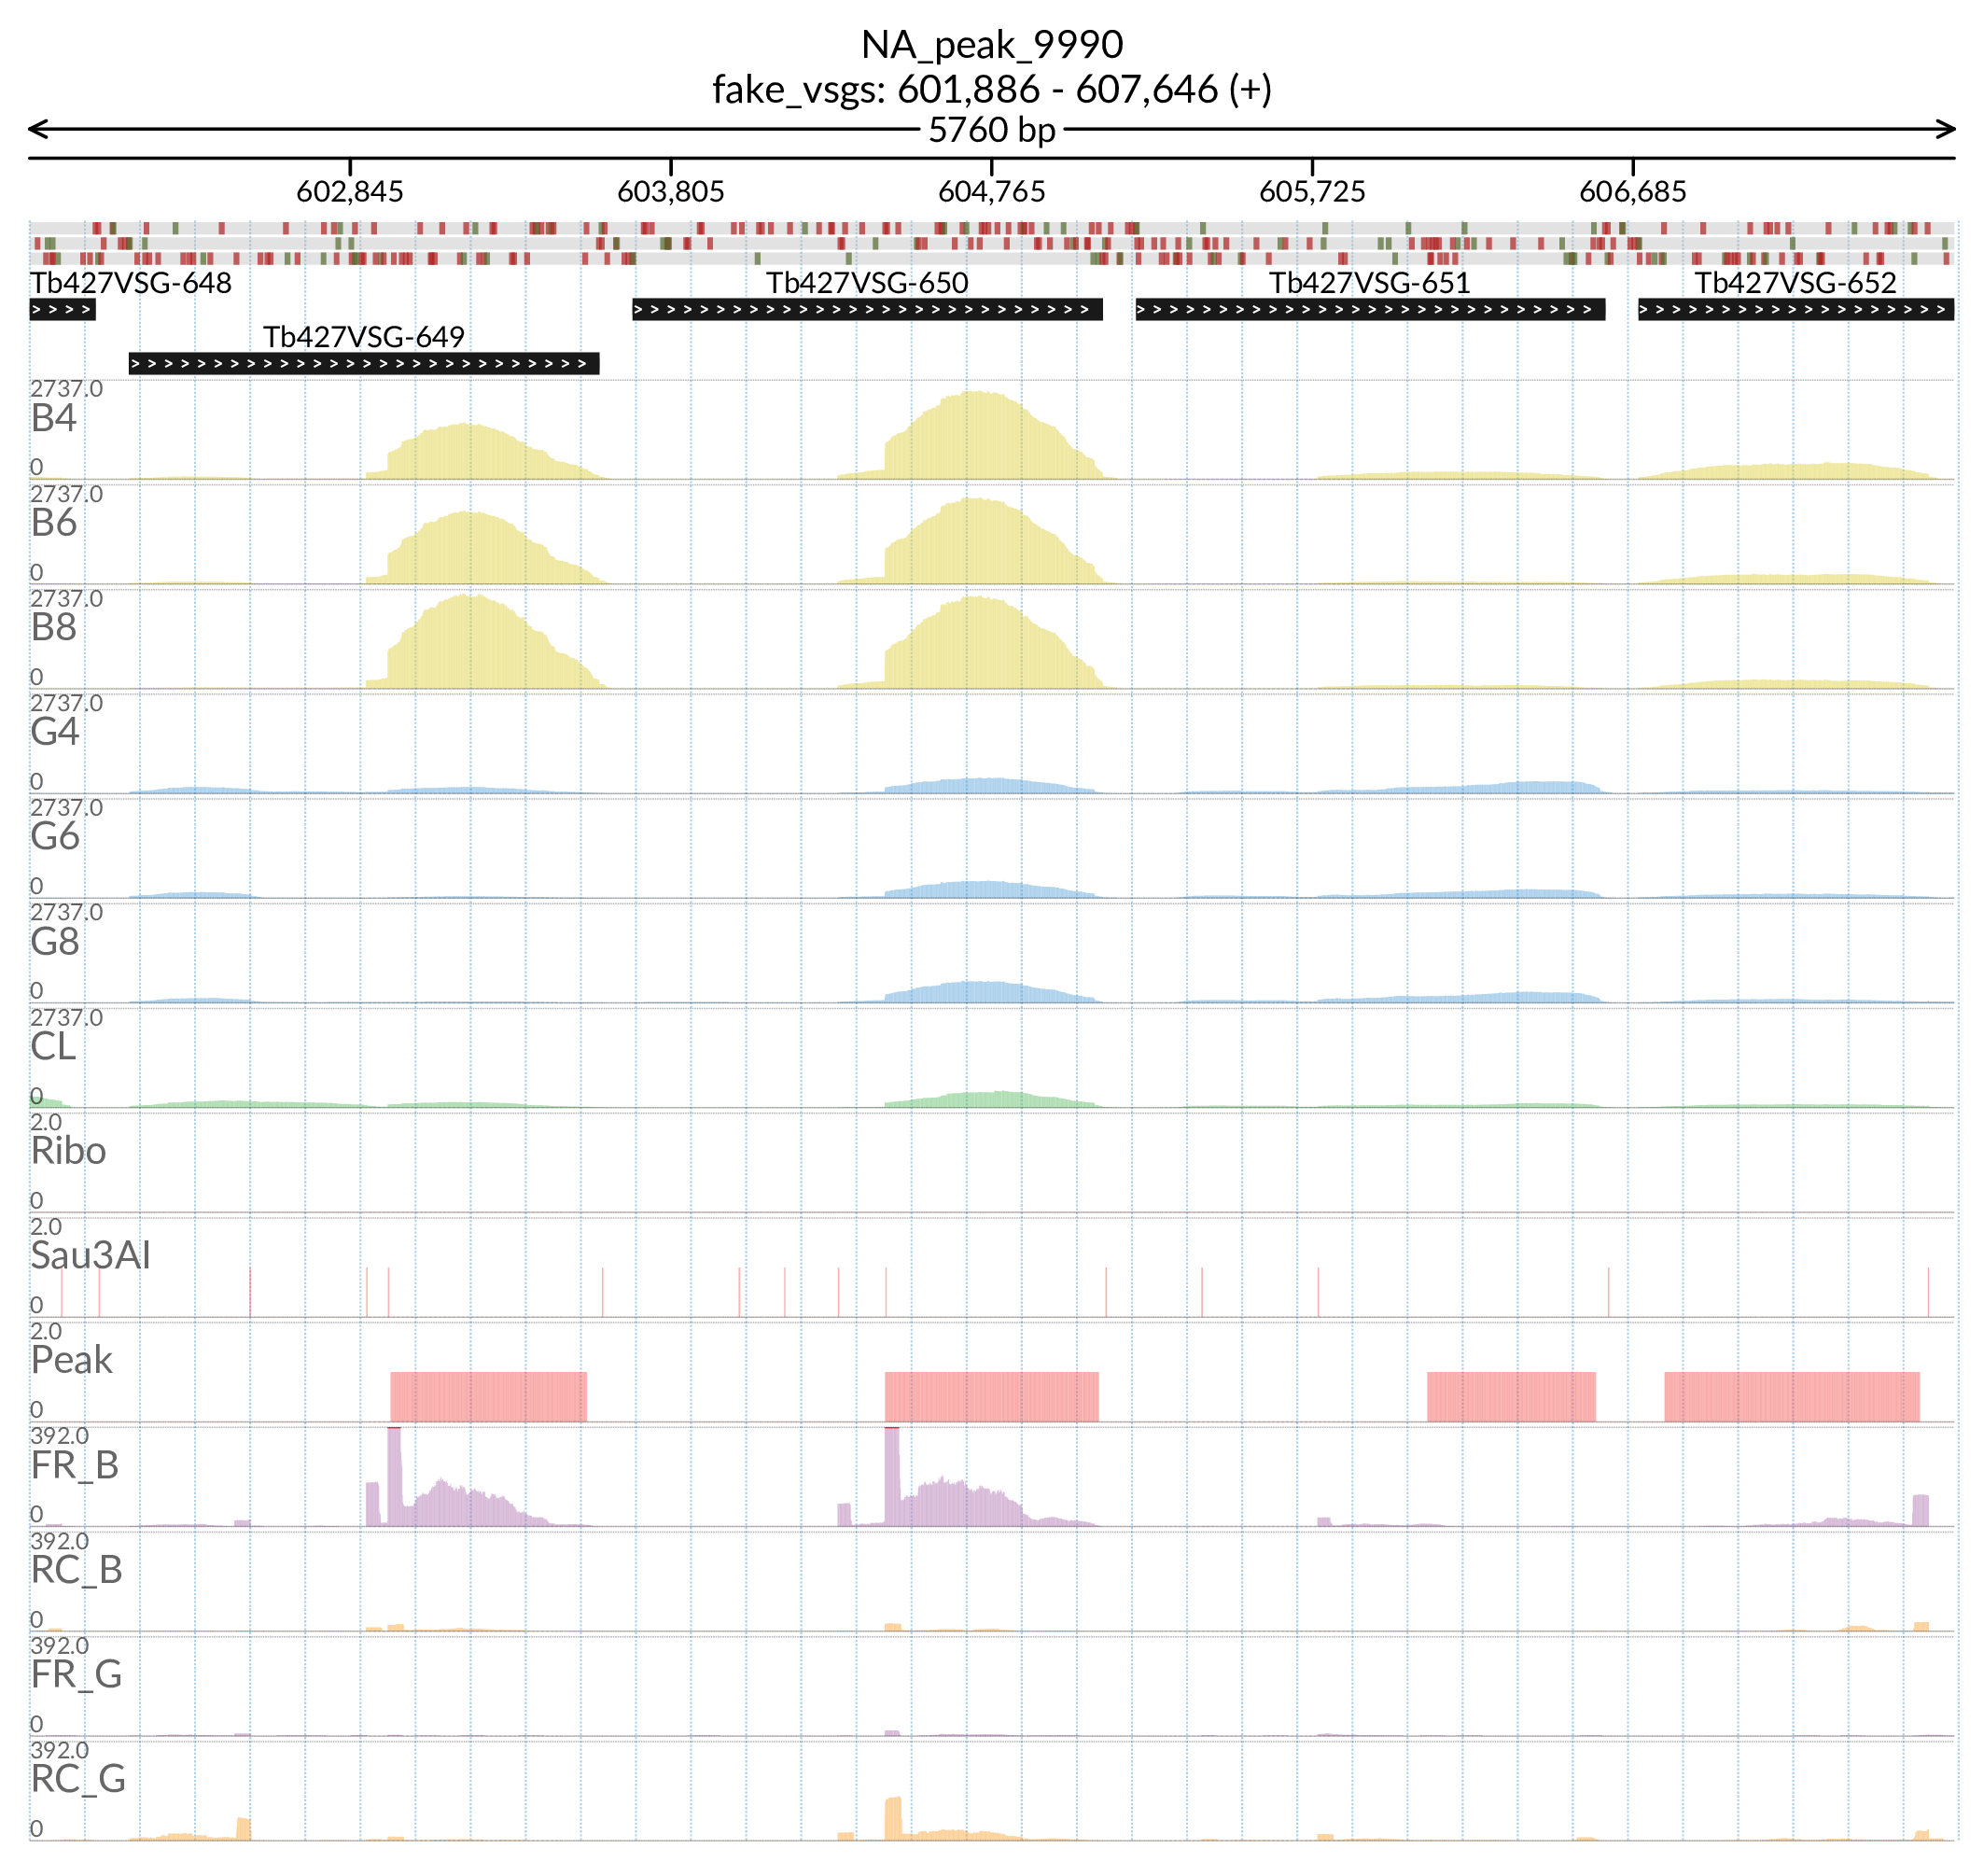 NA_peak_9990
fake_vsgs: 601,886 - 607,646 (+)
5760 bp
602,845 603,805 604,765 605,725 606,685
Tb427VSG-648 Tb427VSG-650 Tb427VSG-651 Tb427VSG-652
Tb427VSG-649
2737.0
B4
0
2737.0
B6
0
2737.0
B8
0
2737.0
G4
0
2737.0
G6
0
2737.0
G8
0
2737.0
CL
0
2.0
Ribo
0
2.0
Sau3AI
0
2.0
Peak
0
392.0
FR_B
0
392.0
RC_B
0
392.0
FR_G
0
392.0
RC_G
0